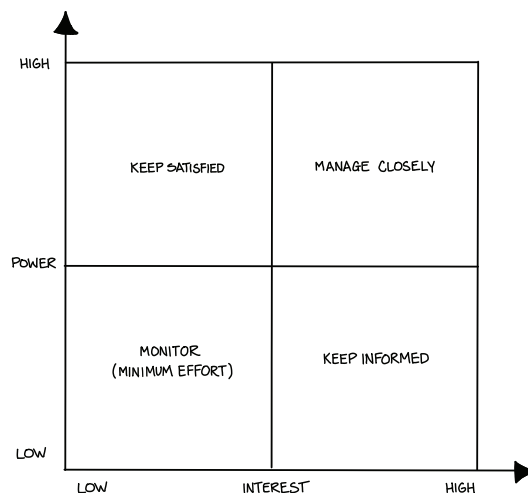 HIGH
KEEP SATISFIED
MANAGE CLOSELY
POWER
MONITOR
(MINIMUM EFFORT)
KEEP INFORMED
LOW
LOW
INTEREST
HIGH